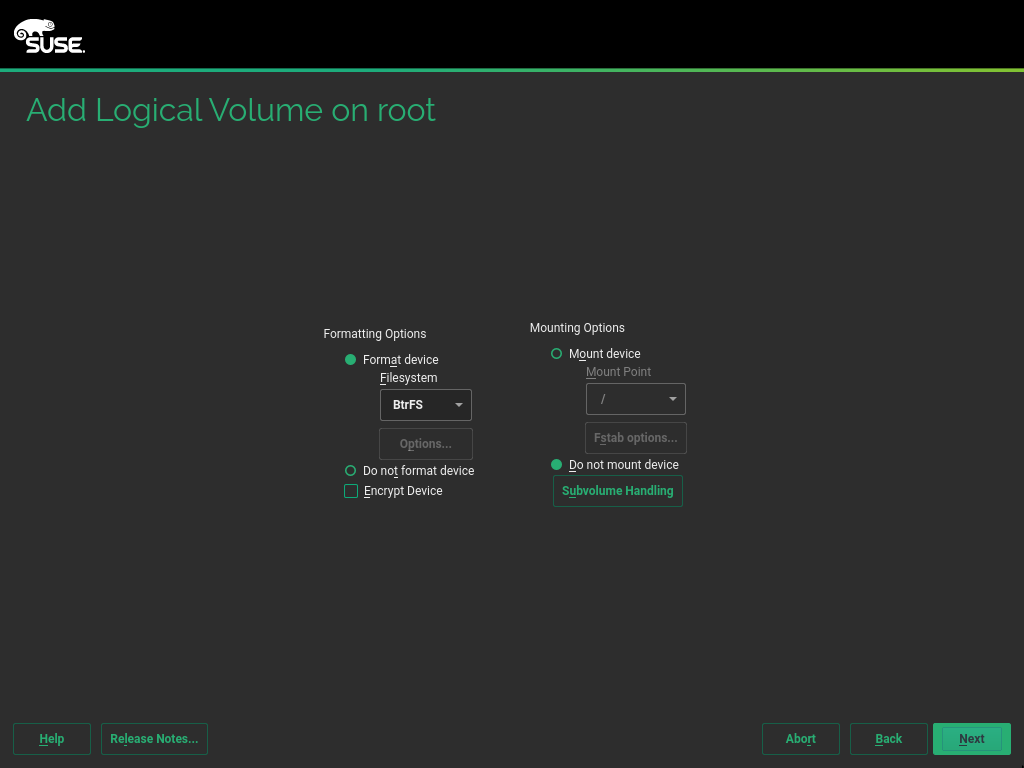 SUSE.
Add Logical Volume on root
Formatting Options
Format device
Filesystem
BtrFS
Options...
Do not format device
Encrypt Device
Mounting Options
Mount device
Mount Point
/
Fstab options...
Do not mount device
Subvolume Handling
Help
Release Notes...
Abort
Back
Next